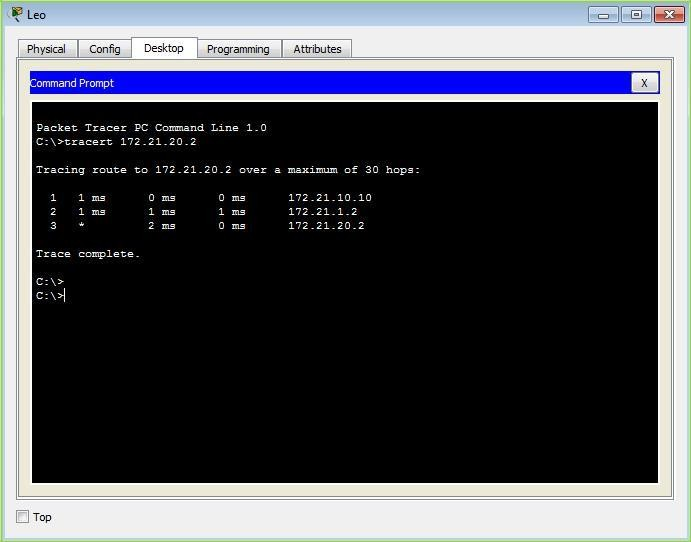 Leo
Physical Config Desktop Programming Attributes
Command Prompt X
Packet Tracer PC Command Line 1.0
C:\>tracert 172.21.20.2
Tracing route to 172.21.20.2 over a maximum of 30 hops:
1 1 ms 0 ms 0 ms 172.21.10.10
2 1 ms 1 ms 1 ms 172.21.1.2
3 * 2 ms 0 ms 172.21.20.2
Trace complete.
C:\>
C:\>
Top